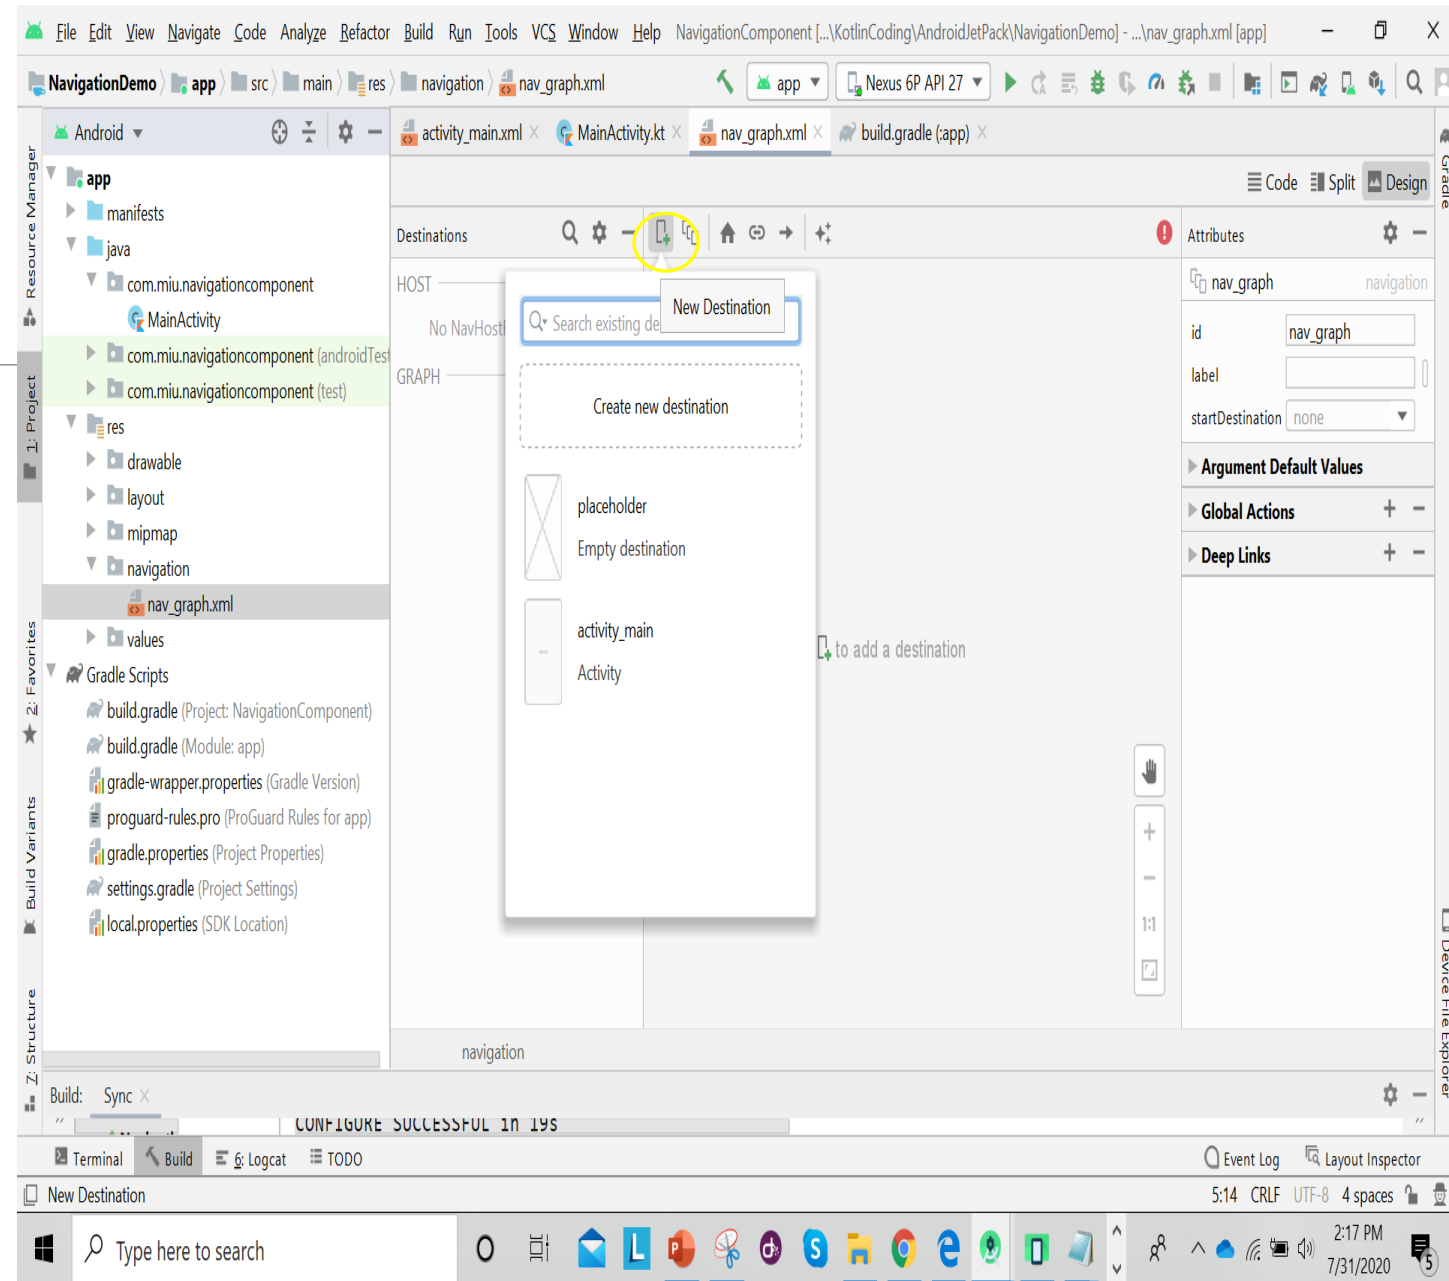 File Edit View Navigate Code Analyze Refactor Build Run Tools VCS Window Help NavigationComponent [...\KotlinCoding\AndroidJetPack\NavigationDemo] - ...\nav_graph.xml [app]
NavigationDemo app src main res navigation nav_graph.xml app Nexus 6P API 27
Android activity_main.xml MainActivity.kt nav_graph.xml build.gradle (:app)
Code Split Design
Gradle
Resource Manager
1: Project
2: Favorites
Build Variants
Z: Structure
app
manifests
java
com.miu.navigationcomponent
MainActivity
com.miu.navigationcomponent (androidTest
com.miu.navigationcomponent (test)
res
drawable
layout
mipmap
navigation
nav_graph.xml
values
Gradle Scripts
build.gradle (Project: NavigationComponent)
build.gradle (Module: app)
gradle-wrapper.properties (Gradle Version)
proguard-rules.pro (ProGuard Rules for app)
gradle.properties (Project Properties)
settings.gradle (Project Settings)
local.properties (SDK Location)
Destinations
HOST
No NavHost
GRAPH
New Destination
Search existing de
Create new destination
placeholder
Empty destination
activity_main
Activity
to add a destination
1:1
navigation
Attributes
nav_graph navigation
id nav_graph
label
startDestination none
Argument Default Values
Global Actions
Deep Links
Device File Explorer
Build: Sync
CONFIGURE SUCCESSFUL in 19s
Terminal Build 6: Logcat TODO Event Log Layout Inspector
New Destination 5:14 CRLF UTF-8 4 spaces
Type here to search
2:17 PM
7/31/2020
5